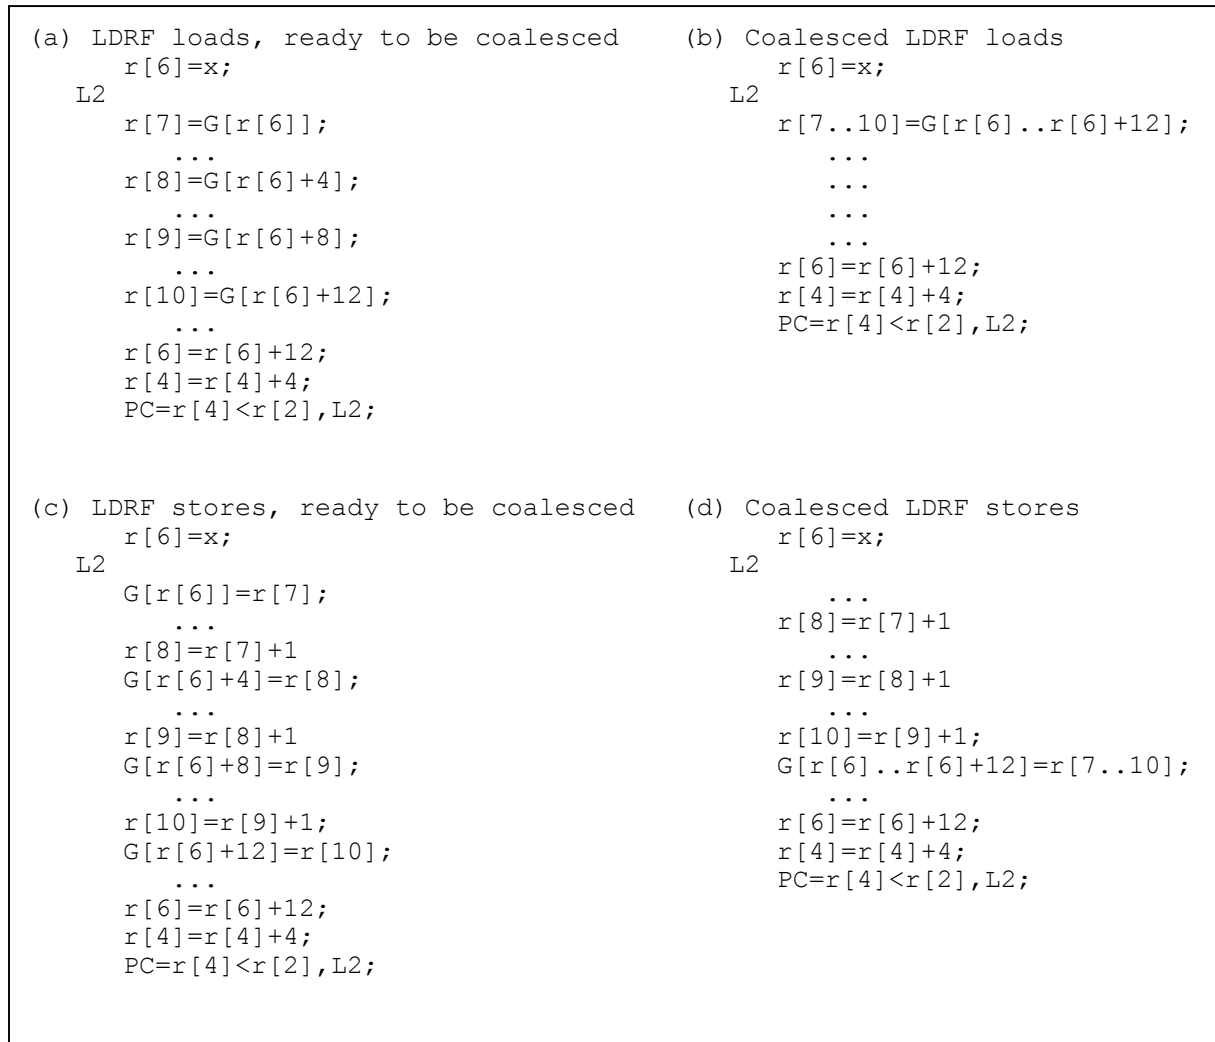 (a) LDRF loads, ready to be coalesced
r[6]=x;
L2
r[7]=G[r[6]];
...
r[8]=G[r[6]+4];
...
r[9]=G[r[6]+8];
...
r[10]=G[r[6]+12];
...
r[6]=r[6]+12;
r[4]=r[4]+4;
PC=r[4]<r[2],L2;
(b) Coalesced LDRF loads
r[6]=x;
L2
r[7..10]=G[r[6]..r[6]+12];
...
...
...
...
r[6]=r[6]+12;
r[4]=r[4]+4;
PC=r[4]<r[2],L2;
(c) LDRF stores, ready to be coalesced
r[6]=x;
L2
G[r[6]]=r[7];
...
r[8]=r[7]+1
G[r[6]+4]=r[8];
...
r[9]=r[8]+1
G[r[6]+8]=r[9];
...
r[10]=r[9]+1;
G[r[6]+12]=r[10];
...
r[6]=r[6]+12;
r[4]=r[4]+4;
PC=r[4]<r[2],L2;
(d) Coalesced LDRF stores
r[6]=x;
L2
...
r[8]=r[7]+1
...
r[9]=r[8]+1
...
r[10]=r[9]+1;
G[r[6]..r[6]+12]=r[7..10];
...
r[6]=r[6]+12;
r[4]=r[4]+4;
PC=r[4]<r[2],L2;